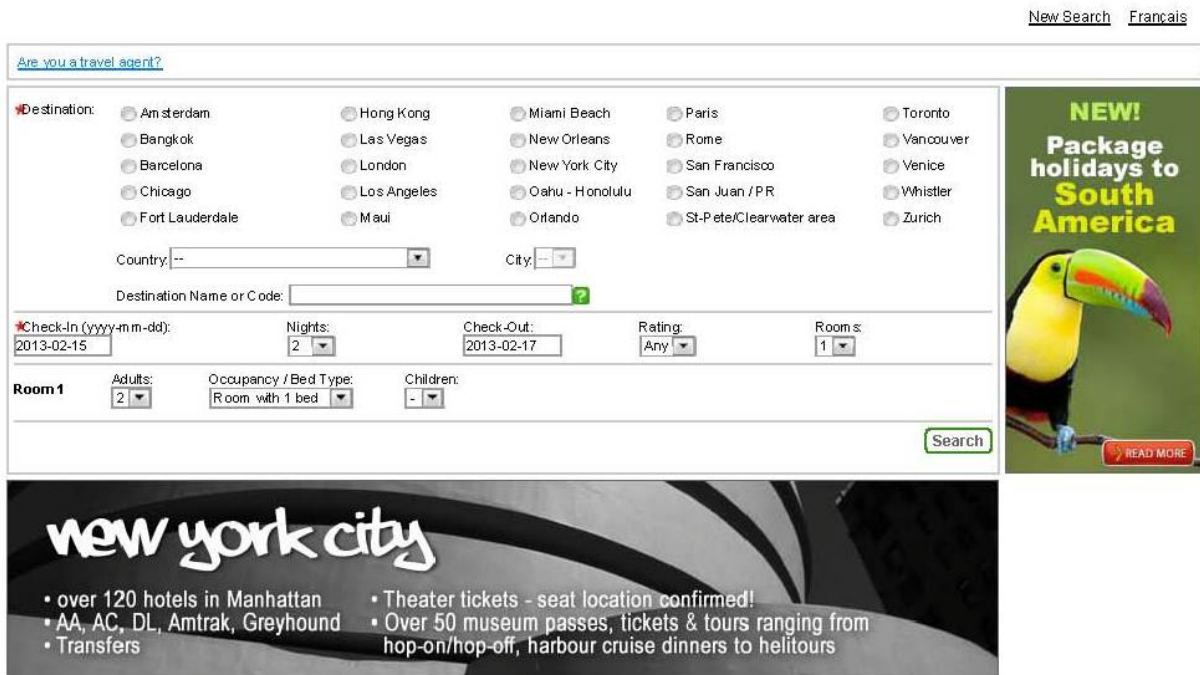 New Search Français
Are you a travel agent?
*Destination:
Amsterdam Hong Kong Miami Beach Paris Toronto
Bangkok Las Vegas New Orleans Rome Vancouver
Barcelona London New York City San Francisco Venice
Chicago Los Angeles Oahu - Honolulu San Juan / PR Whistler
Fort Lauderdale Maui Orlando St-Pete/Clearwater area Zurich
Country: -- City: --
Destination Name or Code: ?
*Check-In (yyyy-mm-dd): Nights: Check-Out: Rating: Rooms:
2013-02-15 2 2013-02-17 Any 1
Adults: Occupancy / Bed Type: Children:
Room 1 2 Room with 1 bed -
Search
NEW!
Package
holidays to
South
America
READ MORE
new york city
• over 120 hotels in Manhattan
• AA, AC, DL, Amtrak, Greyhound
• Transfers
• Theater tickets - seat location confirmed!
• Over 50 museum passes, tickets & tours ranging from
hop-on/hop-off, harbour cruise dinners to helitours